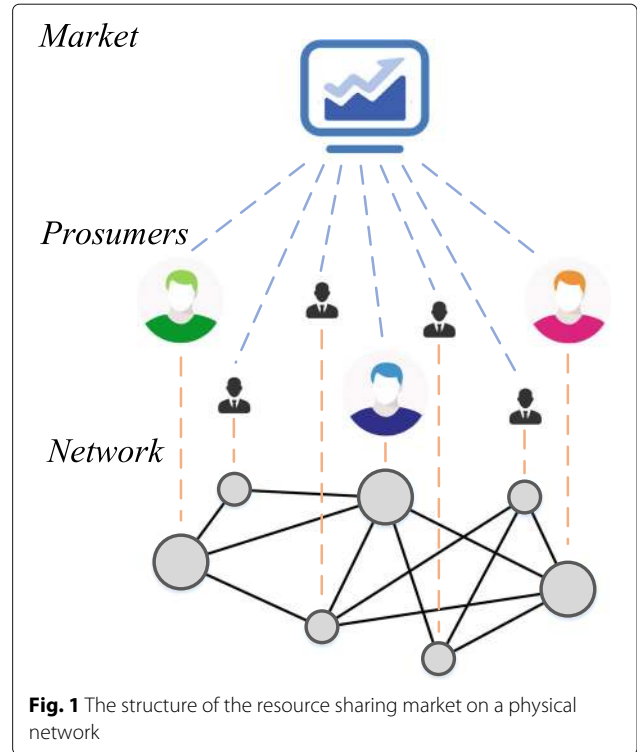 Market
Prosumers
Network
Fig. 1 The structure of the resource sharing market on a physical
network